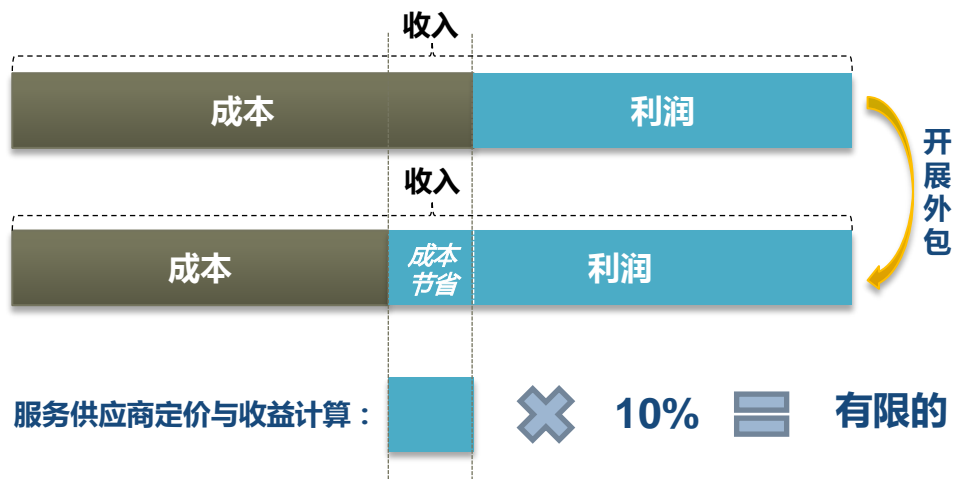 收入
成本
利润
收入
成本
成本
节省
利润
开
展
外
包
服务供应商定价与收益计算：
10%
有限的